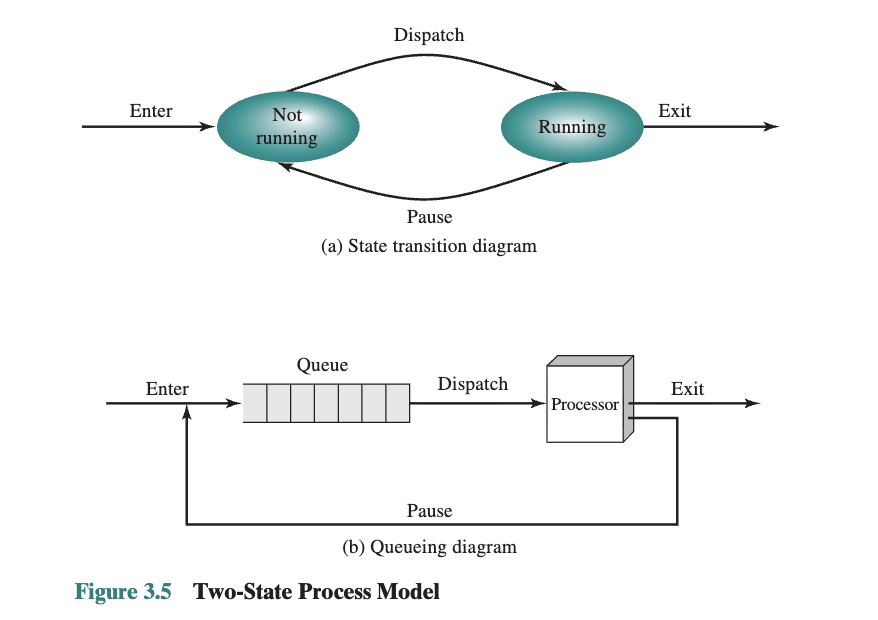 Dispatch
Enter
Not
running
Running
Exit
Pause
(a) State transition diagram
Queue
Enter
Dispatch
Processor
Exit
Pause
(b) Queueing diagram
Figure 3.5 Two-State Process Model